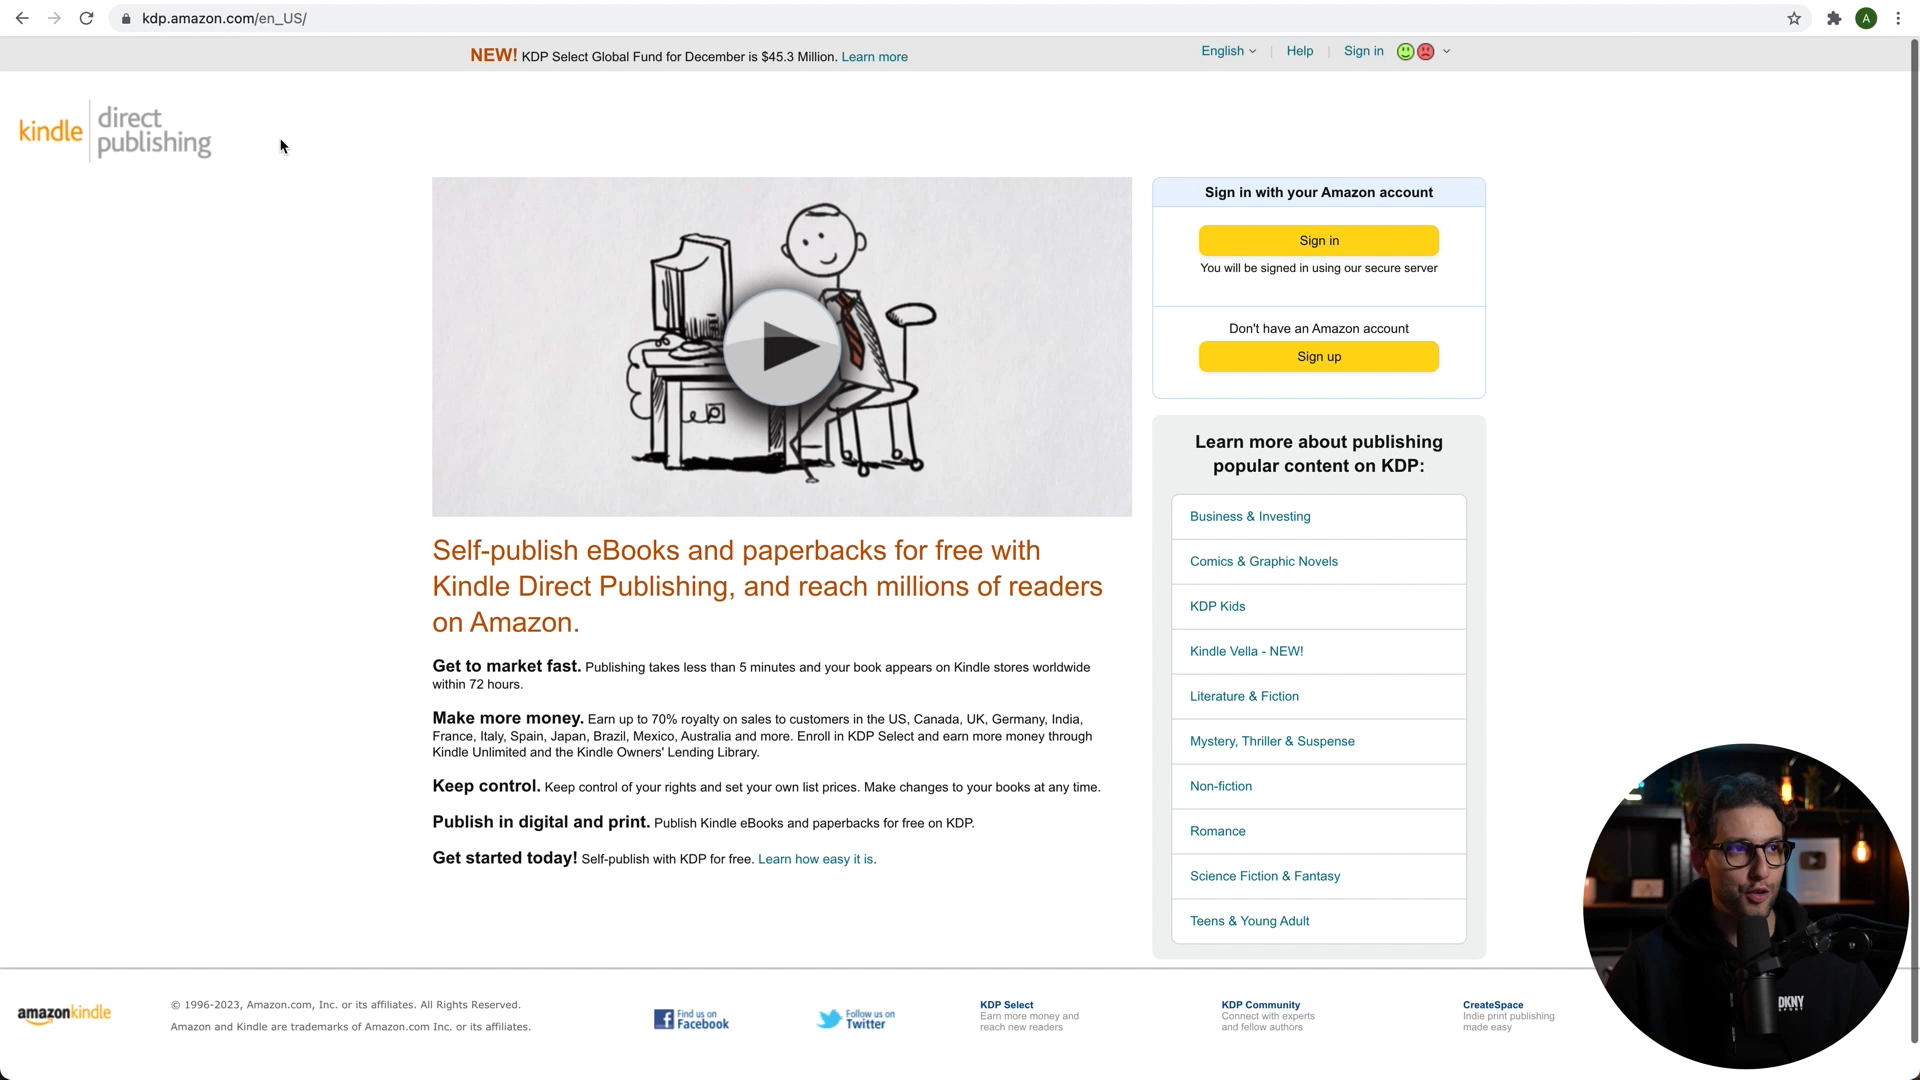 kdp.amazon.com/en_US/
A
NEW! KDP Select Global Fund for December is $45.3 Million. Learn more
English
Help
Sign in
kindle
direct
publishing
Sign in with your Amazon account
Sign in
You will be signed in using our secure server
Don't have an Amazon account
Sign up
Self-publish eBooks and paperbacks for free with
Kindle Direct Publishing, and reach millions of readers
on Amazon.
Get to market fast. Publishing takes less than 5 minutes and your book appears on Kindle stores worldwide
within 72 hours.
Make more money. Earn up to 70% royalty on sales to customers in the US, Canada, UK, Germany, India,
France, Italy, Spain, Japan, Brazil, Mexico, Australia and more. Enroll in KDP Select and earn more money through
Kindle Unlimited and the Kindle Owners' Lending Library.
Keep control. Keep control of your rights and set your own list prices. Make changes to your books at any time.
Publish in digital and print. Publish Kindle eBooks and paperbacks for free on KDP.
Get started today! Self-publish with KDP for free. Learn how easy it is.
Learn more about publishing
popular content on KDP:
Business & Investing
Comics & Graphic Novels
KDP Kids
Kindle Vella - NEW!
Literature & Fiction
Mystery, Thriller & Suspense
Non-fiction
Romance
Science Fiction & Fantasy
Teens & Young Adult
amazonkindle
© 1996-2023, Amazon.com, Inc. or its affiliates. All Rights Reserved.
Amazon and Kindle are trademarks of Amazon.com Inc. or its affiliates.
Find us on
Facebook
Follow us on
Twitter
KDP Select
Earn more money and
reach new readers
KDP Community
Connect with experts
and fellow authors
CreateSpace
Indie print publishing
made easy
DKNY
SPORT